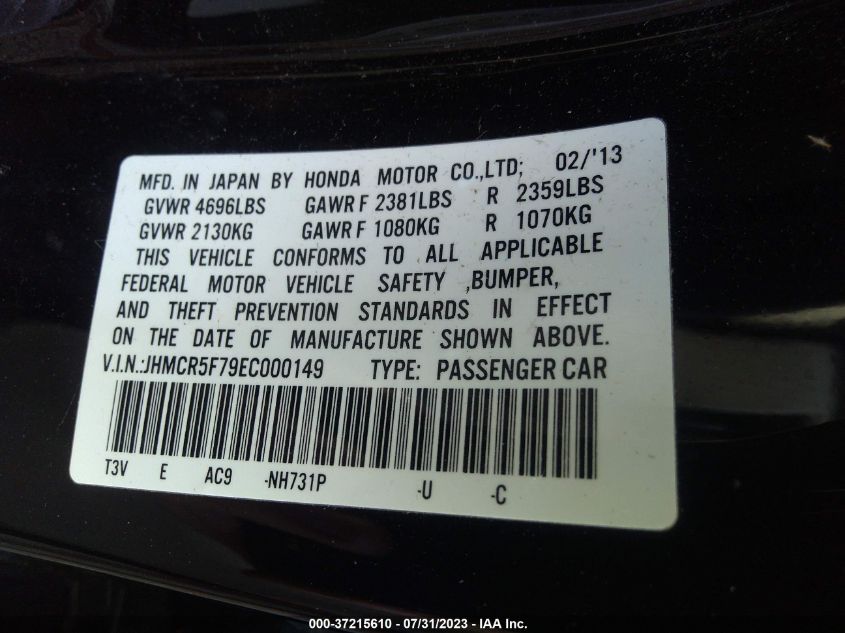 MFD. IN JAPAN BY HONDA MOTOR CO.,LTD; 02/'13
GVWR 4696LBS GAWR F 2381LBS R 2359LBS
GVWR 2130KG GAWR F 1080KG R 1070KG
THIS VEHICLE CONFORMS TO ALL APPLICABLE
FEDERAL MOTOR VEHICLE SAFETY ,BUMPER,
AND THEFT PREVENTION STANDARDS IN EFFECT
ON THE DATE OF MANUFACTURE SHOWN ABOVE.
V.I.N.:JHMCR5F79EC000149 TYPE: PASSENGER CAR
T3V E AC9 -NH731P -U -C
000-37215610 - 07/31/2023 - IAA Inc.